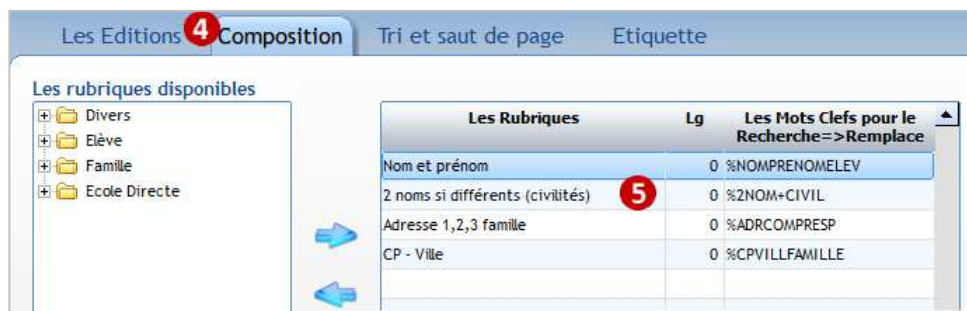 Les Editions 4 Composition Tri et saut de page Etiquette
Les rubriques disponibles
Divers
Elève
Famille
Ecole Directe
Les Rubriques Lg Les Mots Clefs pour le
Recherche=>Remplace
Nom et prénom 0 %NOMPRENOMELEV
2 noms si différents (civilités) 5 0 %2NOM+CIVIL
Adresse 1,2,3 famille 0 %ADRCOMPRESP
CP - Ville 0 %CPVILLFAMILLE